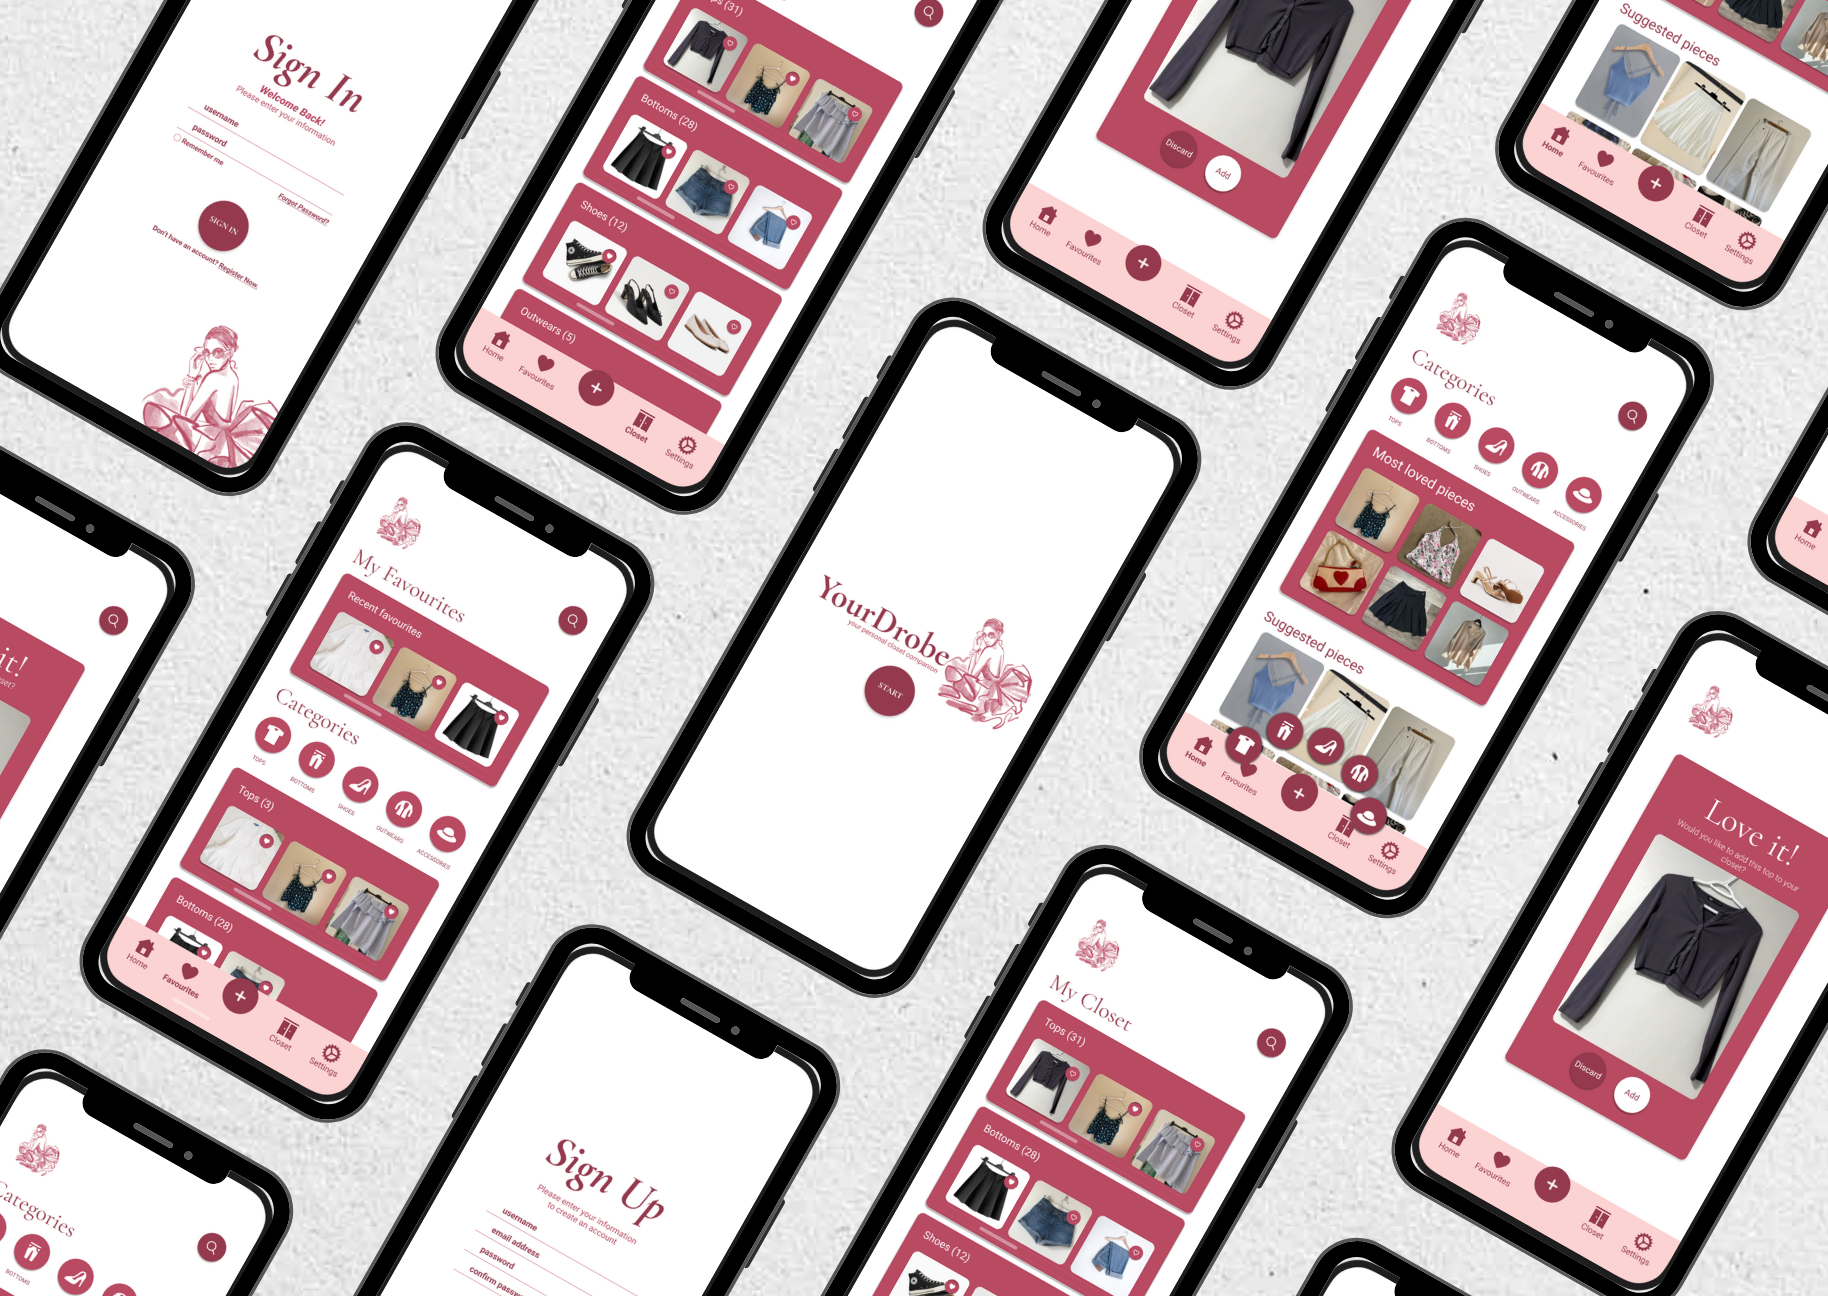 Sign In
Welcome Back!
Please enter your information
username
password
Remember me
Forgot Password?
SIGN IN
Don't have an account? Register Now.
Tops (31)
Bottoms (28)
Shoes (12)
Outwears (5)
Home
Favourites
+
Closet
Settings
Discard
Add
Home
Favourites
+
Closet
Settings
Suggested pieces
Home
Favourites
+
Closet
Settings
it!
closet?
My Favourites
Recent favourites
Categories
TOPS
BOTTOMS
SHOES
OUTWEARS
ACCESSORIES
Tops (3)
Bottoms (28)
Home
Favourites
+
Closet
Settings
YourDrobe
your personal closet companion
START
Categories
TOPS
BOTTOMS
SHOES
OUTWEARS
ACCESSORIES
Most loved pieces
Suggested pieces
Home
Favourites
+
Closet
Settings
Home
Love it!
Would you like to add this top to your
closet?
Discard
Add
Home
Favourites
+
Closet
Settings
Categories
BOTTOMS
Sign Up
Please enter your information
to create an account
username
email address
password
confirm passw
My Closet
Tops (31)
Bottoms (28)
Shoes (12)